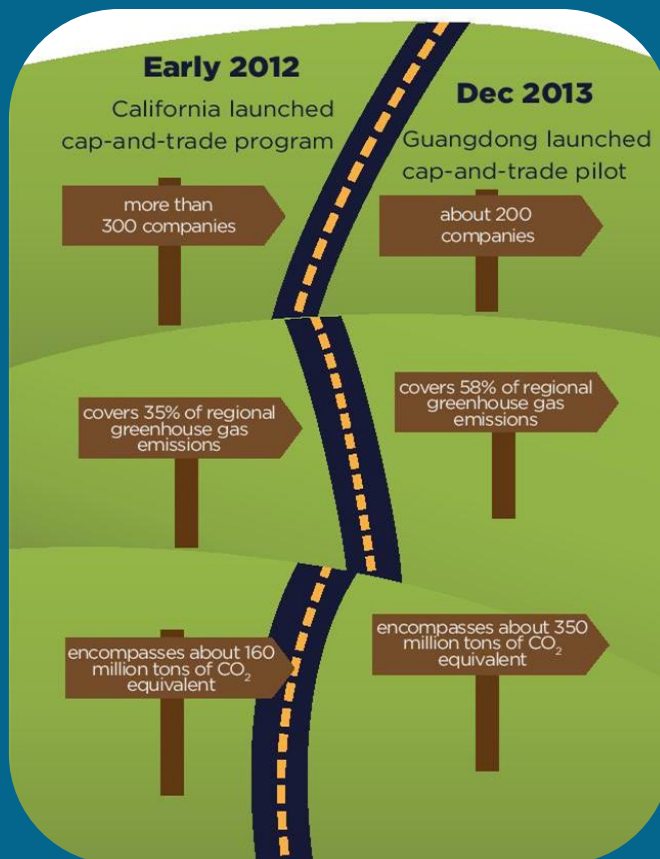 Early 2012
California launched
cap-and-trade program
more than
300 companies
covers 35% of regional
greenhouse gas
emissions
encompasses about 160
million tons of CO₂
equivalent
Dec 2013
Guangdong launched
cap-and-trade pilot
about 200
companies
covers 58% of regional
greenhouse gas
emissions
encompasses about 350
million tons of CO₂
equivalent